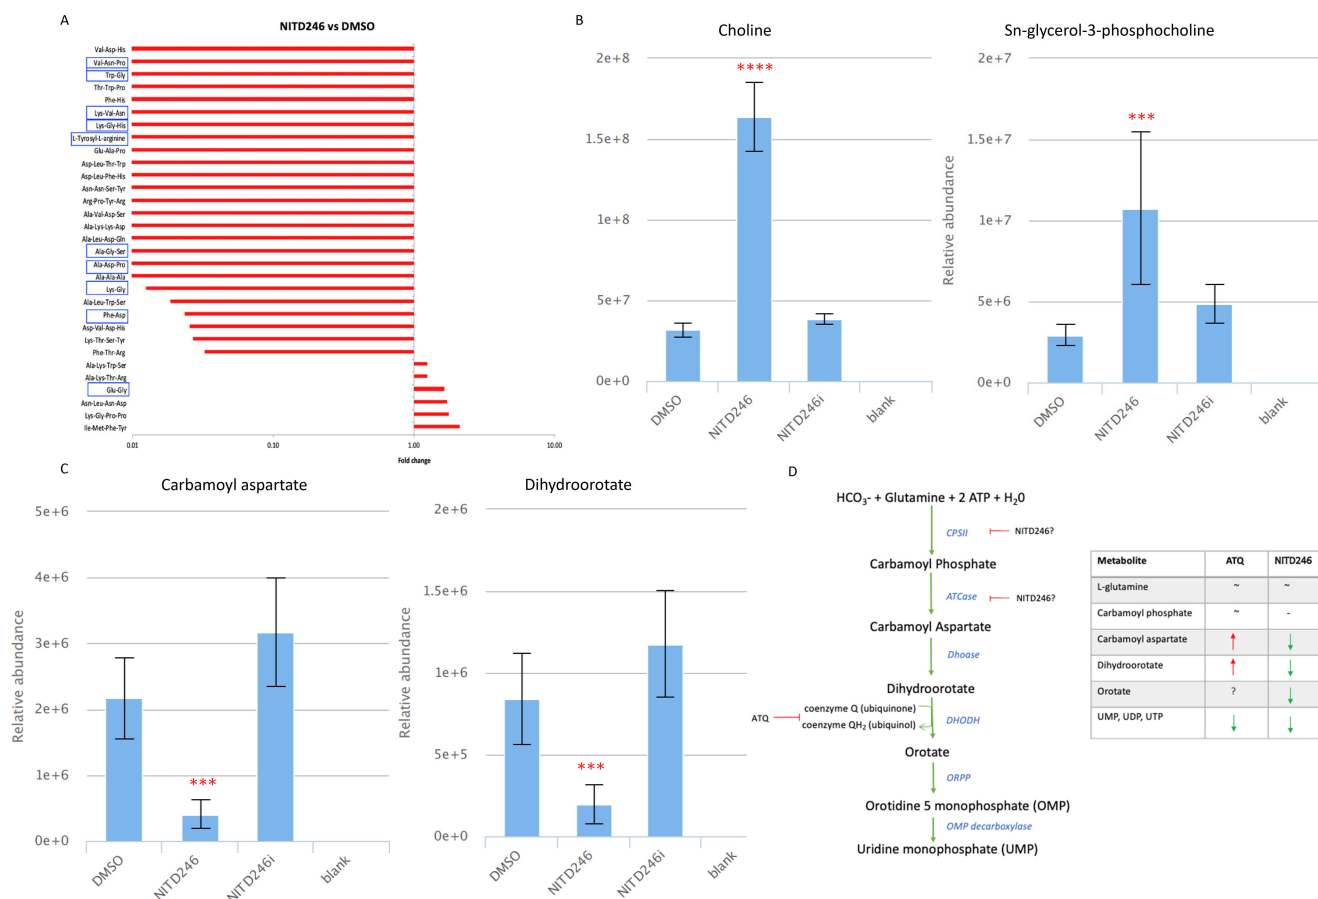 A
NITD246 vs DMSO
Val-Asp-His
Val-Asn-Pro
Trp-Gly
Thr-Trp-Pro
Phe-His
Lys-Val-Asn
Lys-Gly-His
L-Tyrosyl-L-arginine
Glu-Ala-Pro
Asp-Leu-Thr-Trp
Asp-Leu-Phe-His
Asn-Asn-Ser-Tyr
Arg-Pro-Tyr-Arg
Ala-Val-Asp-Ser
Ala-Lys-Lys-Asp
Ala-Leu-Asp-Gln
Ala-Gly-Ser
Ala-Asp-Pro
Ala-Ala-Ala
Lys-Gly
Ala-Leu-Trp-Ser
Phe-Asp
Asp-Val-Asp-His
Lys-Thr-Ser-Tyr
Phe-Thr-Arg
Ala-Lys-Trp-Ser
Ala-Lys-Thr-Arg
Glu-Gly
Asn-Leu-Asn-Asp
Lys-Gly-Pro-Pro
Ile-Met-Phe-Tyr
0.01 0.10 1.00 10.00
Fold change
B
Choline
2e+8
1.5e+8
1e+8
5e+7
0e+0
****
DMSO NITD246 NITD246i blank
Sn-glycerol-3-phosphocholine
Relative abundance
2e+7
1.5e+7
1e+7
5e+6
0e+0
***
DMSO NITD246 NITD246i blank
C
Carbamoyl aspartate
Relative abundance
5e+6
4e+6
3e+6
2e+6
1e+6
0e+0
***
DMSO NITD246 NITD246i blank
Dihydroorotate
Relative abundance
2e+6
1.5e+6
1e+6
5e+5
0e+0
***
DMSO NITD246 NITD246i blank
D
HCO3- + Glutamine + 2 ATP + H20
CPSII NITD246?
Carbamoyl Phosphate
ATCase NITD246?
Carbamoyl Aspartate
Dhoase
Dihydroorotate
coenzyme Q (ubiquinone)
ATQ DHODH
coenzyme QH2 (ubiquinol)
Orotate
ORPP
Orotidine 5 monophosphate (OMP)
OMP decarboxylase
Uridine monophosphate (UMP)
Metabolite ATQ NITD246
L-glutamine ~ ~
Carbamoyl phosphate ~ -
Carbamoyl aspartate ↑ ↓
Dihydroorotate ↑ ↓
Orotate ? ↓
UMP, UDP, UTP ↓ ↓